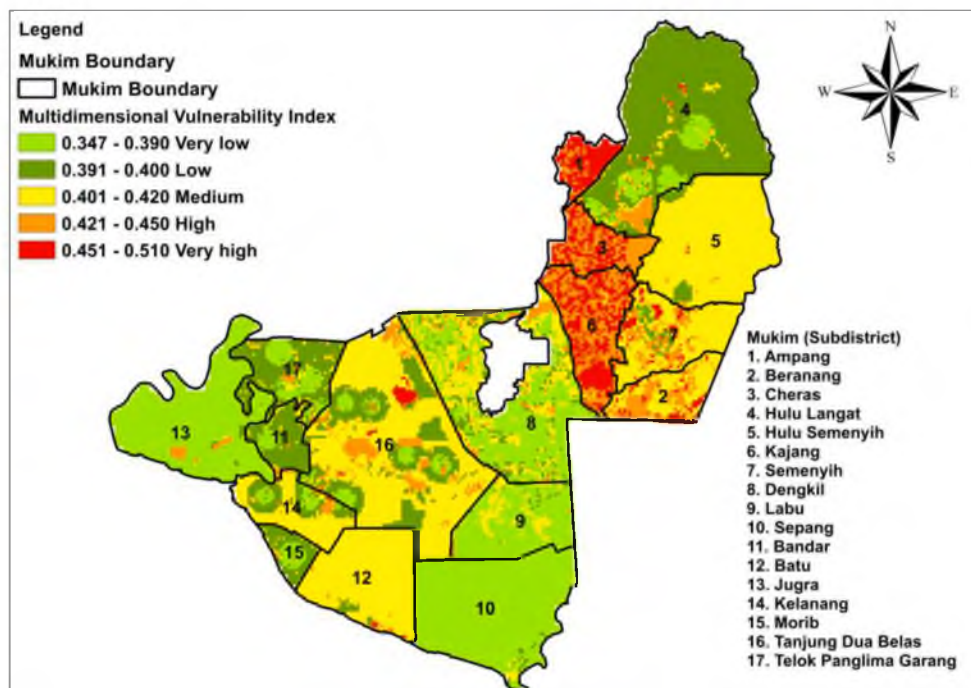 Legend
Mukim Boundary
Mukim Boundary
Multidimensional Vulnerability Index
0.347 - 0.390 Very low
0.391 - 0.400 Low
0.401 - 0.420 Medium
0.421 - 0.450 High
0.451 - 0.510 Very high
N
W E
S
4
1
3
5
6
7
2
17
17
13
11
16
8
14
9
15
12
10
Mukim (Subdistrict)
1. Ampang
2. Beranang
3. Cheras
4. Hulu Langat
5. Hulu Semenyih
6. Kajang
7. Semenyih
8. Dengkil
9. Labu
10. Sepang
11. Bandar
12. Batu
13. Jugra
14. Kelanang
15. Morib
16. Tanjung Dua Belas
17. Telok Panglima Garang